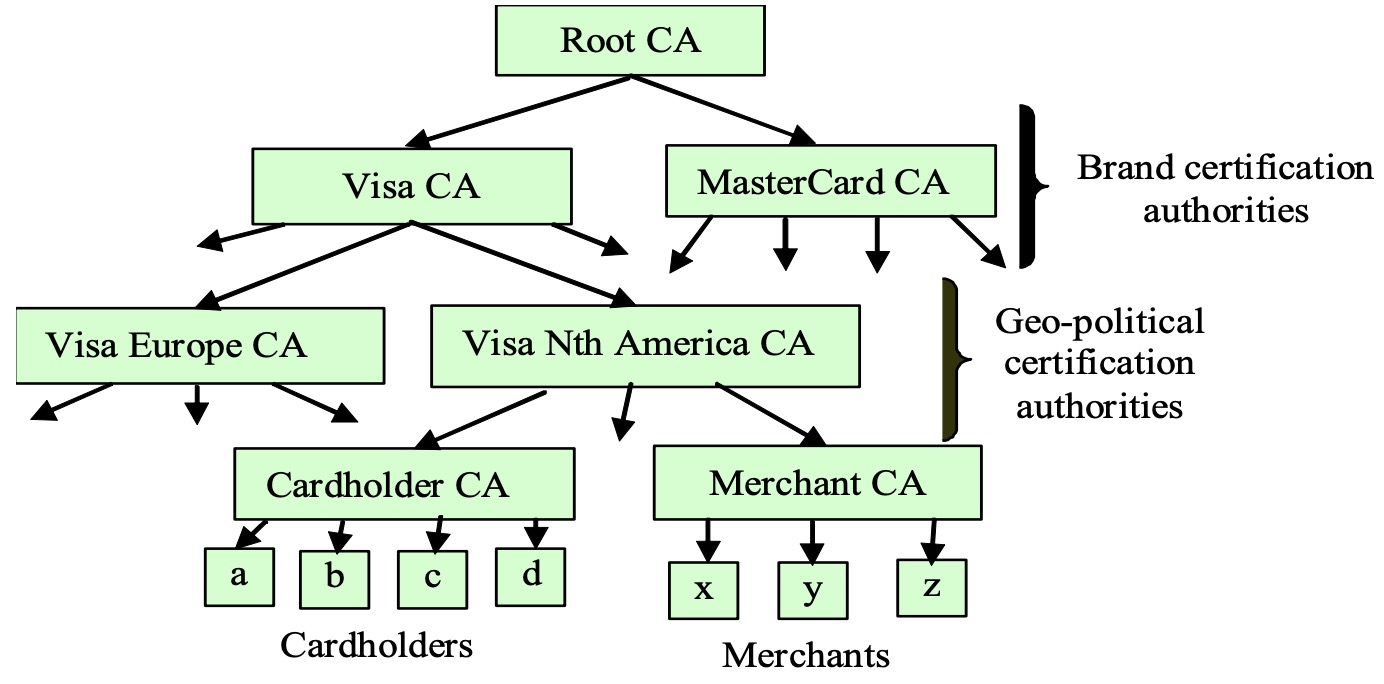 Root CA
Visa CA
MasterCard CA
Brand certification
authorities
Visa Europe CA
Visa Nth America CA
Geo-political
certification
authorities
Cardholder CA
Merchant CA
a
b
c
d
x
y
z
Cardholders
Merchants